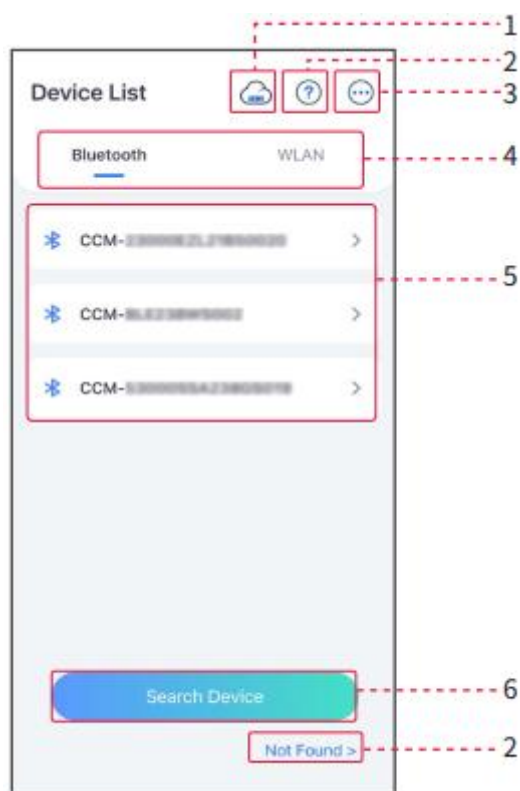 1
2
Device List ? 3
Bluetooth WLAN 4
CCM-
5
CCM-
CCM-
Search Device 6
Not Found > 2